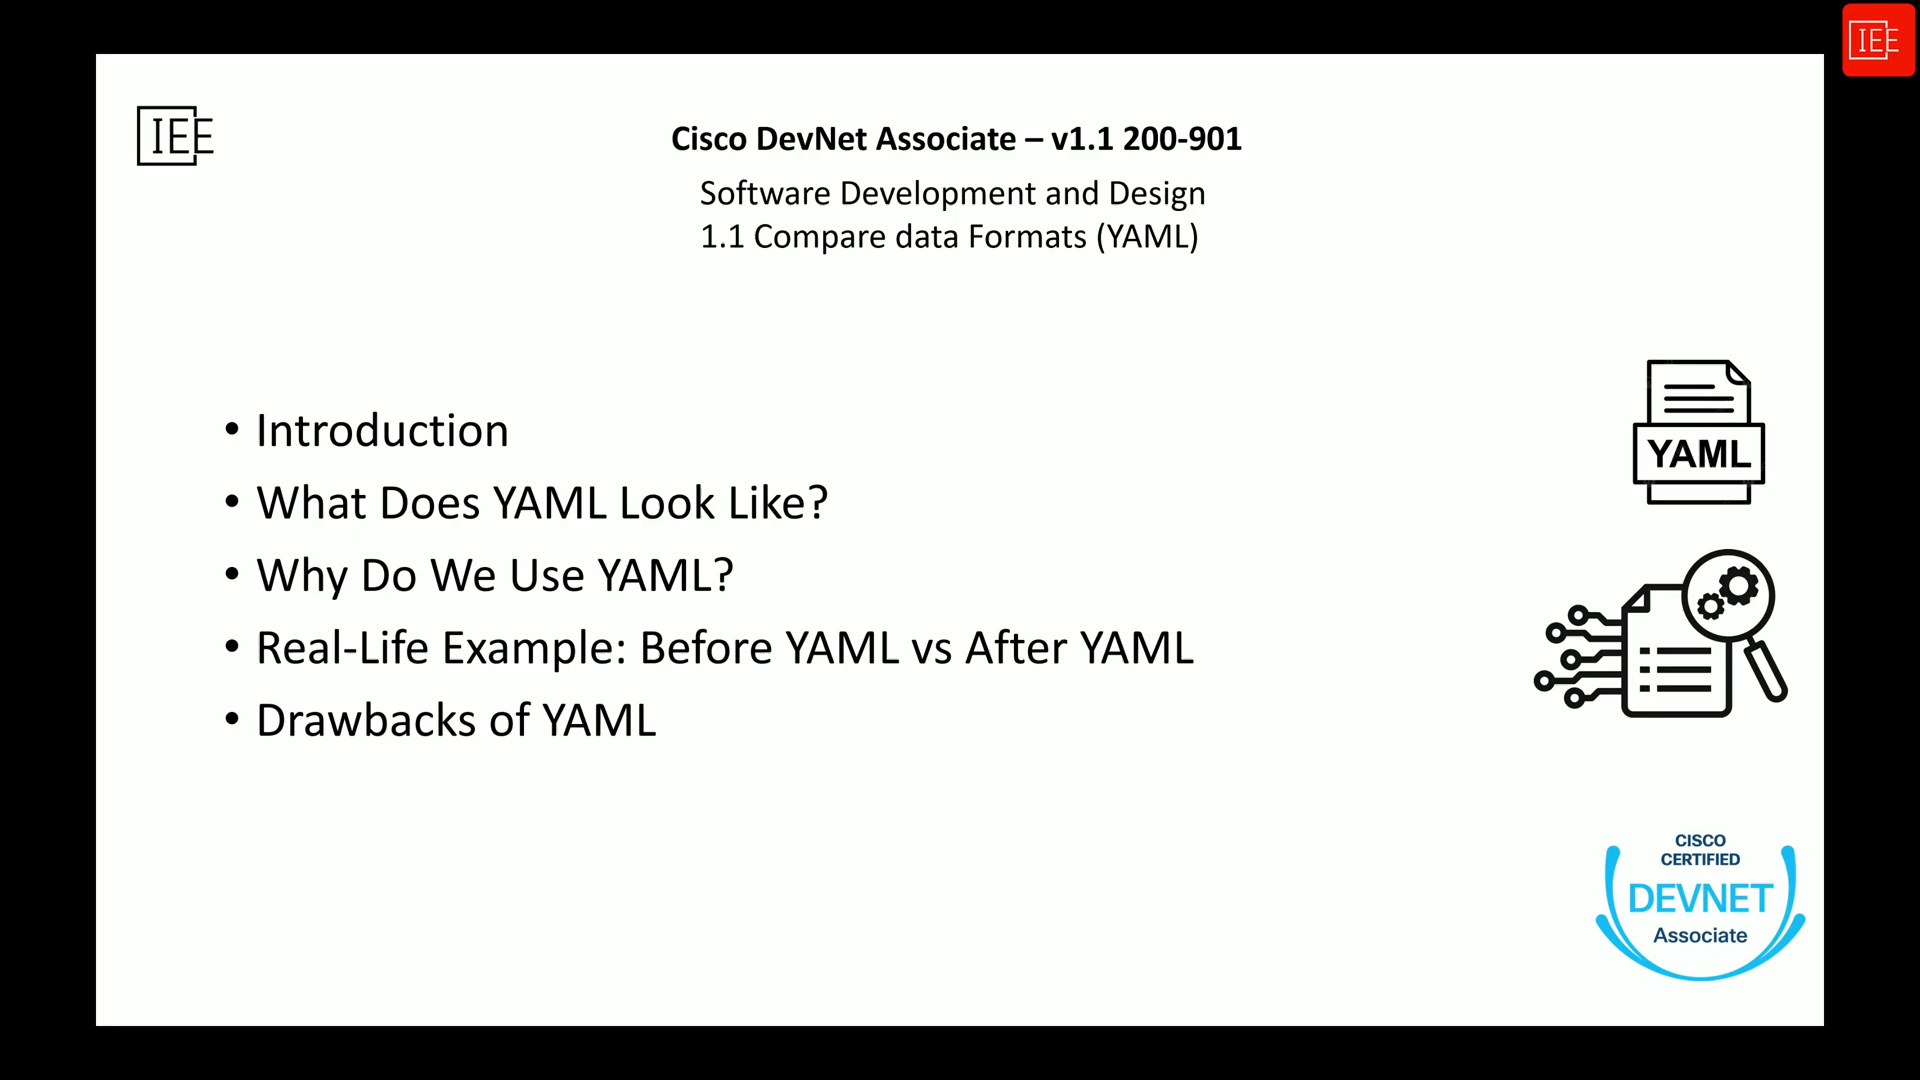 IEE
IEE
Cisco DevNet Associate – v1.1 200-901
Software Development and Design
1.1 Compare data Formats (YAML)
• Introduction
• What Does YAML Look Like?
• Why Do We Use YAML?
• Real-Life Example: Before YAML vs After YAML
• Drawbacks of YAML
YAML
CISCO
CERTIFIED
DEVNET
Associate